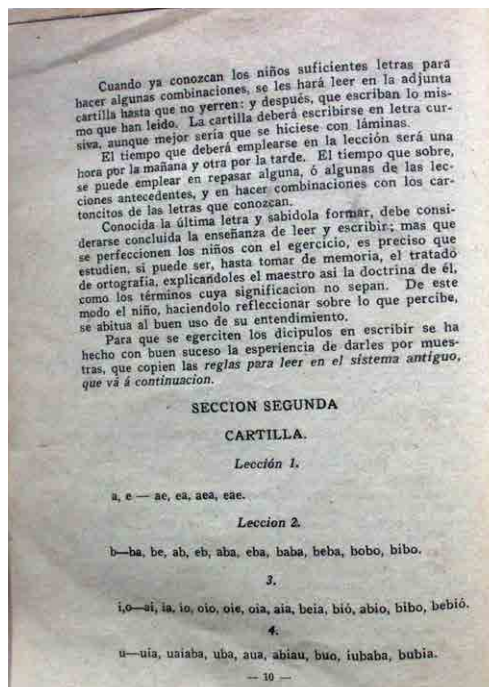 Cuando ya conozcan los niños suficientes letras para
hacer algunas combinaciones, se les hará leer en la adjunta
cartilla hasta que no yerren: y después, que escriban lo mis-
mo que han leido. La cartilla deberá escribirse en letra cur-
siva, aunque mejor seria que se hiciese con láminas.
El tiempo que deberá emplearse en la lección será una
hora por la mañana y otra por la tarde. El tiempo que sobre,
se puede emplear en repasar alguna, ó algunas de las lec-
ciones antecedentes, y en hacer combinaciones con los car-
toncitos de las letras que conozcan.
Conocida la última letra y sabidola formar, debe consi-
derarse concluida la enseñanza de leer y escribir; mas que
se perfeccionen los niños con el egercicio, es preciso que
estudien, si puede ser, hasta tomar de memoria, el tratado
de ortografía, explicandoles el maestro asi la doctrina de él,
como los términos cuya significacion no sepan. De este
modo el niño, haciendolo refleccionar sobre lo que percibe,
se abitua al buen uso de su entendimiento.
Para que se egerciten los dicipulos en escribir se ha
hecho con buen suceso la esperiencia de darles por mues-
tras, que copien las reglas para leer en el sistema antiguo,
que vá á continuacion.
SECCION SEGUNDA
CARTILLA.
Lección 1.
a, e — ae, ea, aea, eae.
Leccion 2.
b—ba, be, ab, eb, aba, eba, baba, beba, bobo, bibo.
3.
i,o—ai, ia, io, oio, oie, oia, aia, beia, bió, abio, bibo, bebió.
4.
u—uia, uaiaba, uba, aua, abiau, buo, iubaba, bubia.
— 10 —